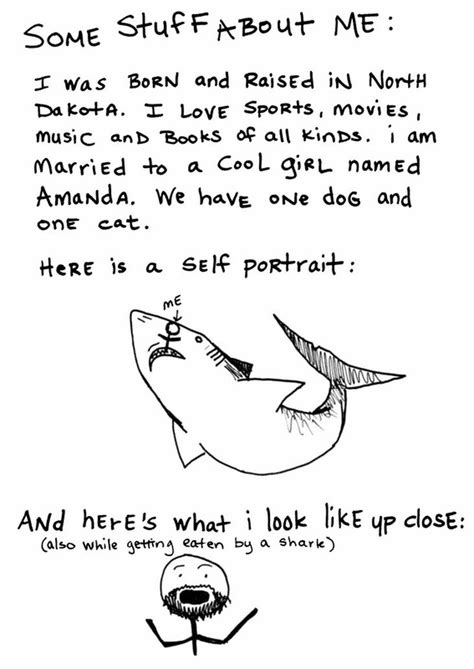 SOME STUFF ABOUT ME:
I WAS BORN and RAISED iN NORTH
DAKOTA. I LOVE SPORTS, MOVIES,
MUSIC AND BOOKS OF all KINDS. i am
MARRiED to a COOL GiRL NAMED
AMANDA. WE HAVE ONE DOG and
ONE cat.
HERE iS a SELF PORTRAiT:
ME
AND HERE'S WHAT i look liKE up CLOSE:
(also while getting eaten by a shark)